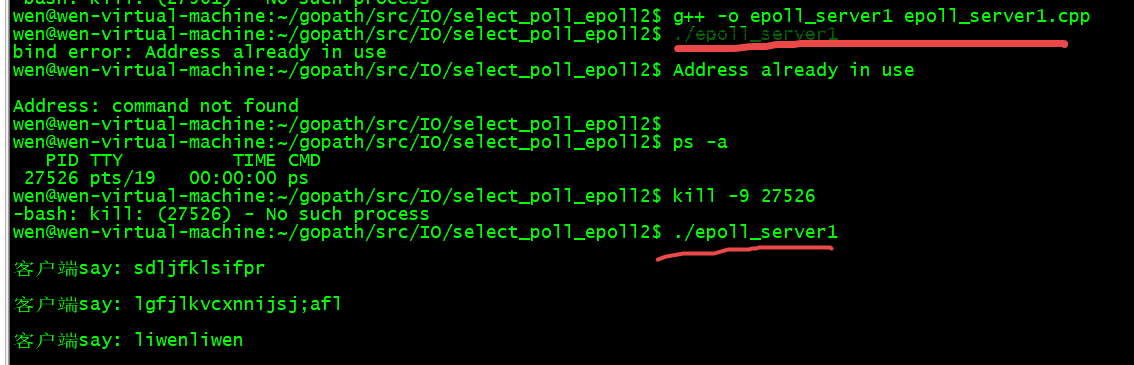 -bash: kill: (27501) - No such process
wen@wen-virtual-machine:~/gopath/src/IO/select_poll_epoll2$ g++ -o epoll_server1 epoll_server1.cpp
wen@wen-virtual-machine:~/gopath/src/IO/select_poll_epoll2$ ./epoll_server1
bind error: Address already in use
wen@wen-virtual-machine:~/gopath/src/IO/select_poll_epoll2$ Address already in use
Address: command not found
wen@wen-virtual-machine:~/gopath/src/IO/select_poll_epoll2$
wen@wen-virtual-machine:~/gopath/src/IO/select_poll_epoll2$ ps -a
PID TTY TIME CMD
27526 pts/19 00:00:00 ps
wen@wen-virtual-machine:~/gopath/src/IO/select_poll_epoll2$ kill -9 27526
-bash: kill: (27526) - No such process
wen@wen-virtual-machine:~/gopath/src/IO/select_poll_epoll2$ ./epoll_server1
客户端say: sdljfklsifpr
客户端say: lgfjlkvcxnnijsj;afl
客户端say: liwenliwen